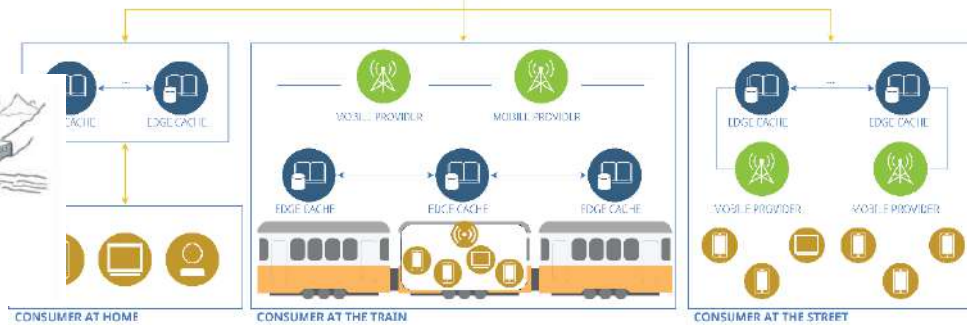 CACHE
EDGE CACHE
CONSUMER AT HOME
MOBILE PROVIDER
MOBILE PROVIDER
EDGE CACHE
EDGE CACHE
EDGE CACHE
CONSUMER AT THE TRAIN
EDGE CACHE
EDGE CACHE
MOBILE PROVIDER
MOBILE PROVIDER
CONSUMER AT THE STREET